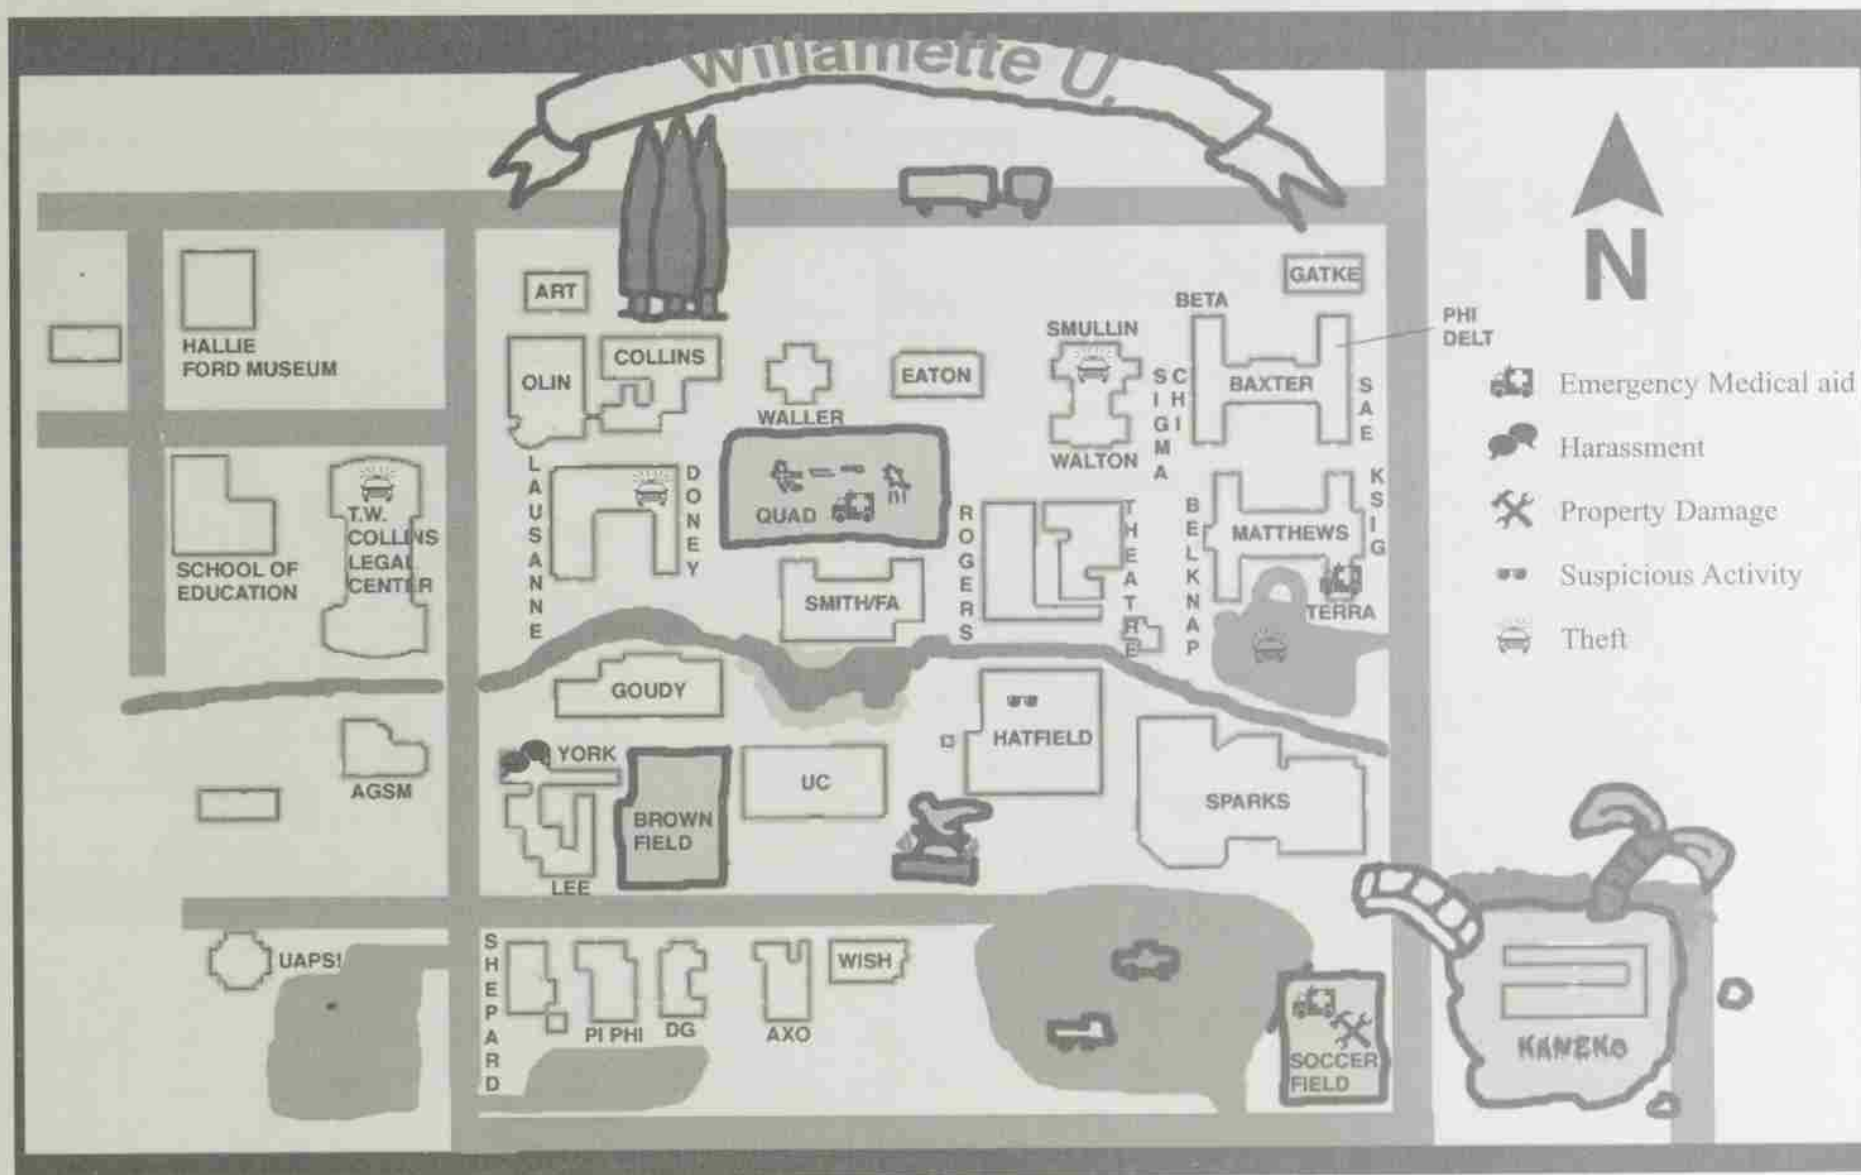 Willamette U.
N
GATKE
ART
BETA
PHI
DELT
SMULLIN
HALLIE
FORD MUSEUM
COLLINS
OLIN
EATON
WALLER
SIGMA
CHI
BAXTER
SAE
WALTON
Emergency Medical aid
Harassment
Property Damage
Suspicious Activity
Theft
LAUSANNE
DONEY
QUAD
ROGERS
THEATRE
BELKNAP
MATTHEWS
KSIG
TERRA
T.W.
COLLINS
LEGAL
CENTER
SCHOOL OF
EDUCATION
SMITH/FA
GOUDY
HATFIELD
YORK
UC
AGSM
BROWN
FIELD
SPARKS
LEE
UAPS!
SHEPARD
PI PHI
DG
AXO
WISH
SOCCER
FIELD
KANEKO